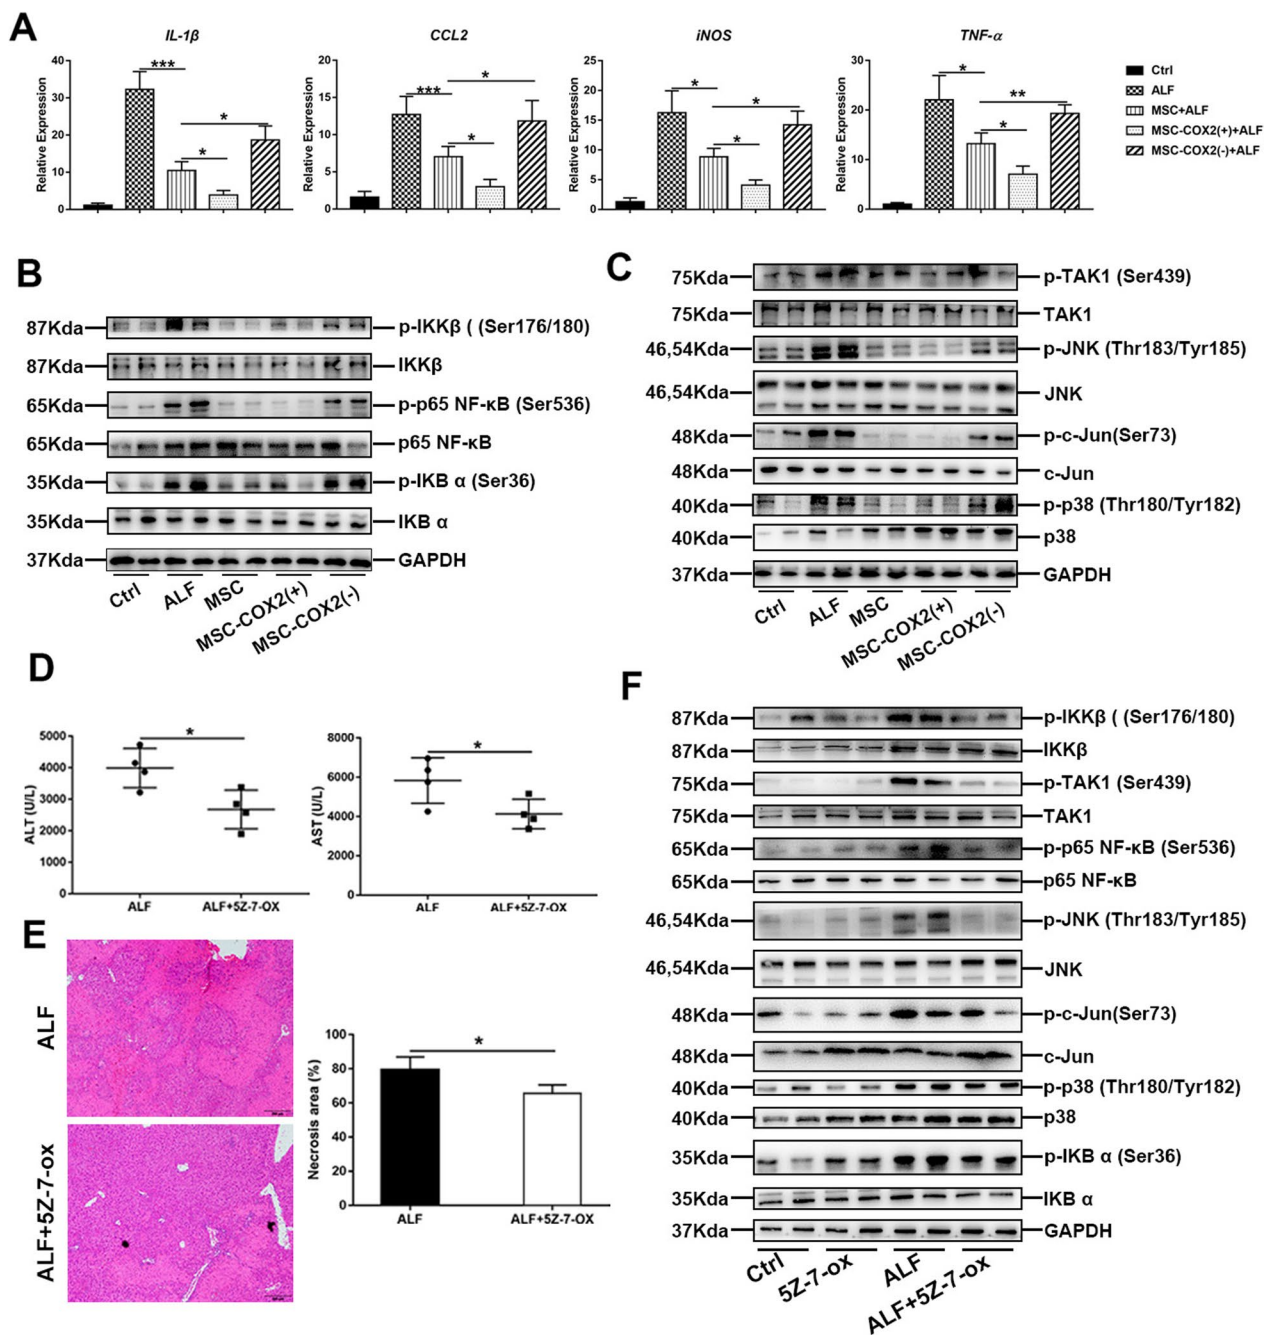 A
IL-1β
CCL2
iNOS
TNF-α
Relative Expression
40
30
20
10
0
***
*
*
Relative Expression
20
15
10
5
0
***
*
*
Relative Expression
25
20
15
10
5
0
*
*
*
Relative Expression
30
20
10
0
*
**
*
Ctrl
ALF
MSC+ALF
MSC-COX2(+)+ALF
MSC-COX2(-)+ALF
B
87Kda p-IKKβ ( (Ser176/180)
87Kda IKKβ
65Kda p-p65 NF-κB (Ser536)
65Kda p65 NF-κB
35Kda p-IKB α (Ser36)
35Kda IKB α
37Kda GAPDH
Ctrl
ALF
MSC
MSC-COX2(+)
MSC-COX2(-)
C
75Kda p-TAK1 (Ser439)
75Kda TAK1
46,54Kda p-JNK (Thr183/Tyr185)
46,54Kda JNK
48Kda p-c-Jun(Ser73)
48Kda c-Jun
40Kda p-p38 (Thr180/Tyr182)
40Kda p38
37Kda GAPDH
Ctrl
ALF
MSC
MSC-COX2(+)
MSC-COX2(-)
D
ALT (U/L)
5000
4000
3000
2000
1000
0
*
ALF
ALF+5Z-7-OX
AST (U/L)
8000
6000
4000
2000
0
*
ALF
ALF+5Z-7-OX
E
ALF
ALF+5Z-7-ox
Necrosis area (%)
100
80
60
40
20
0
*
ALF
ALF+5Z-7-OX
F
87Kda p-IKKβ ( (Ser176/180)
87Kda IKKβ
75Kda p-TAK1 (Ser439)
75Kda TAK1
65Kda p-p65 NF-κB (Ser536)
65Kda p65 NF-κB
46,54Kda p-JNK (Thr183/Tyr185)
46,54Kda JNK
48Kda p-c-Jun(Ser73)
48Kda c-Jun
40Kda p-p38 (Thr180/Tyr182)
40Kda p38
35Kda p-IKB α (Ser36)
35Kda IKB α
37Kda GAPDH
Ctrl
5Z-7-ox
ALF
ALF+5Z-7-ox